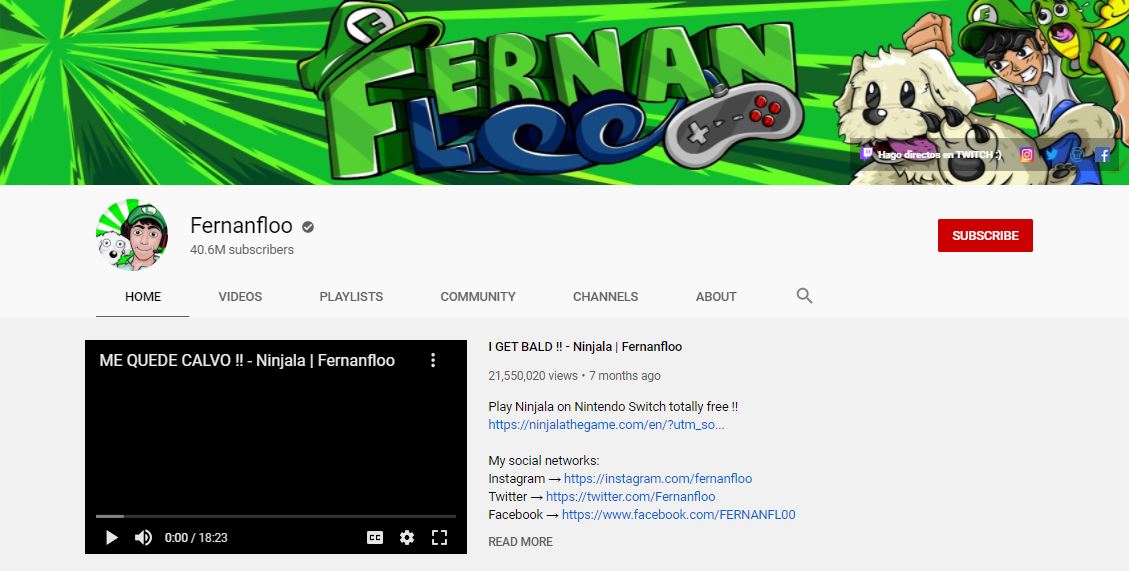 FERNAN
FLOO
Hago directos en TWITCH :)
Fernanfloo
40.6M subscribers
SUBSCRIBE
HOME
VIDEOS
PLAYLISTS
COMMUNITY
CHANNELS
ABOUT
ME QUEDE CALVO !! - Ninjala | Fernanfloo
0:00 / 18:23
CC
I GET BALD !! - Ninjala | Fernanfloo
21,550,020 views • 7 months ago
Play Ninjala on Nintendo Switch totally free !!
https://ninjalathegame.com/en/?utm_so...
My social networks:
Instagram → https://instagram.com/fernanfloo
Twitter → https://twitter.com/Fernanfloo
Facebook → https://www.facebook.com/FERNANFL00
READ MORE